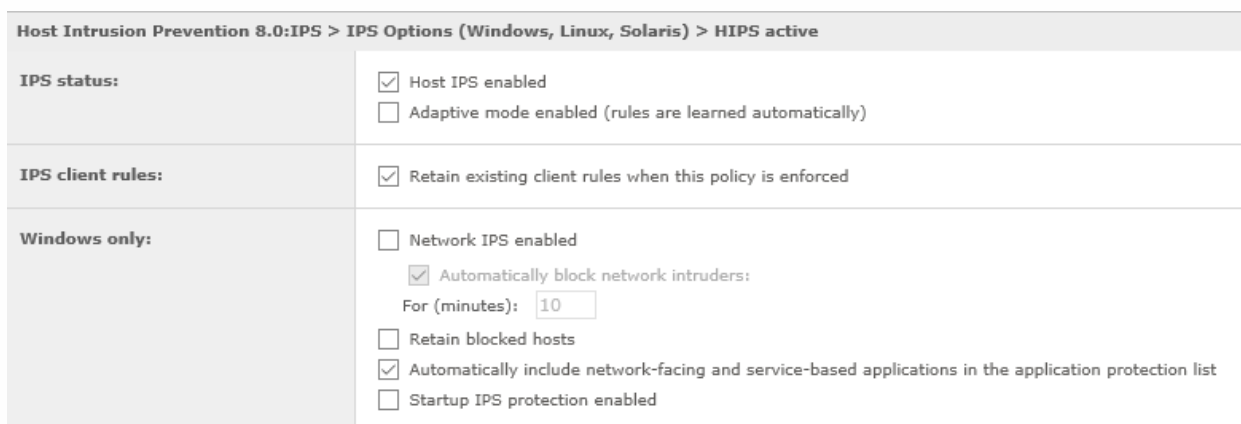 Host Intrusion Prevention 8.0:IPS > IPS Options (Windows, Linux, Solaris) > HIPS active
IPS status:
Host IPS enabled
Adaptive mode enabled (rules are learned automatically)
IPS client rules:
Retain existing client rules when this policy is enforced
Windows only:
Network IPS enabled
Automatically block network intruders:
For (minutes): 10
Retain blocked hosts
Automatically include network-facing and service-based applications in the application protection list
Startup IPS protection enabled